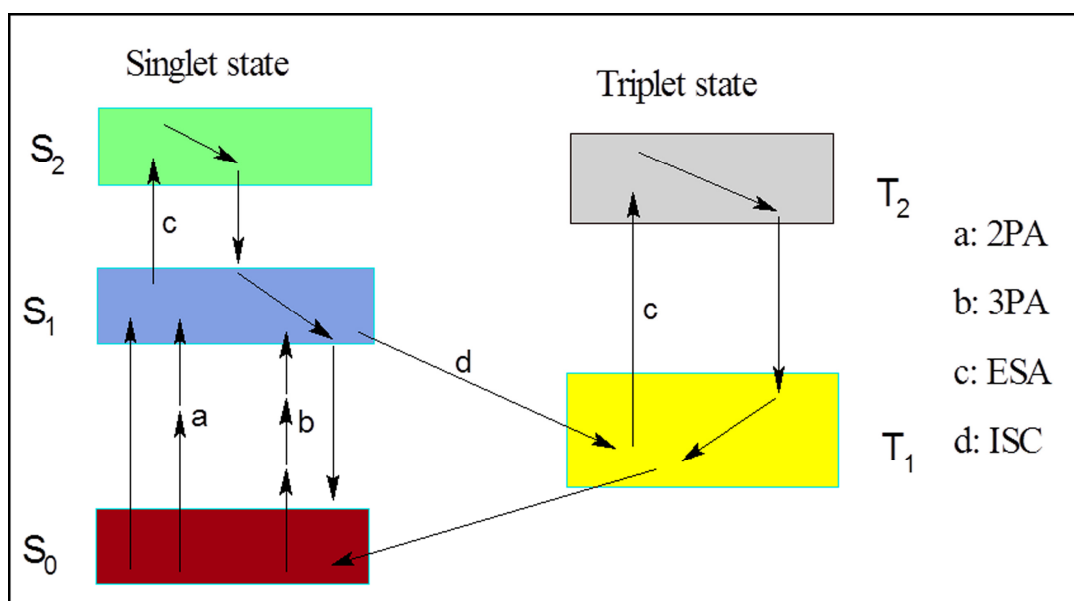 Singlet state
Triplet state
S2
T2
c
a: 2PA
b: 3PA
S1
c
c: ESA
d
a
b
T1
d: ISC
S0